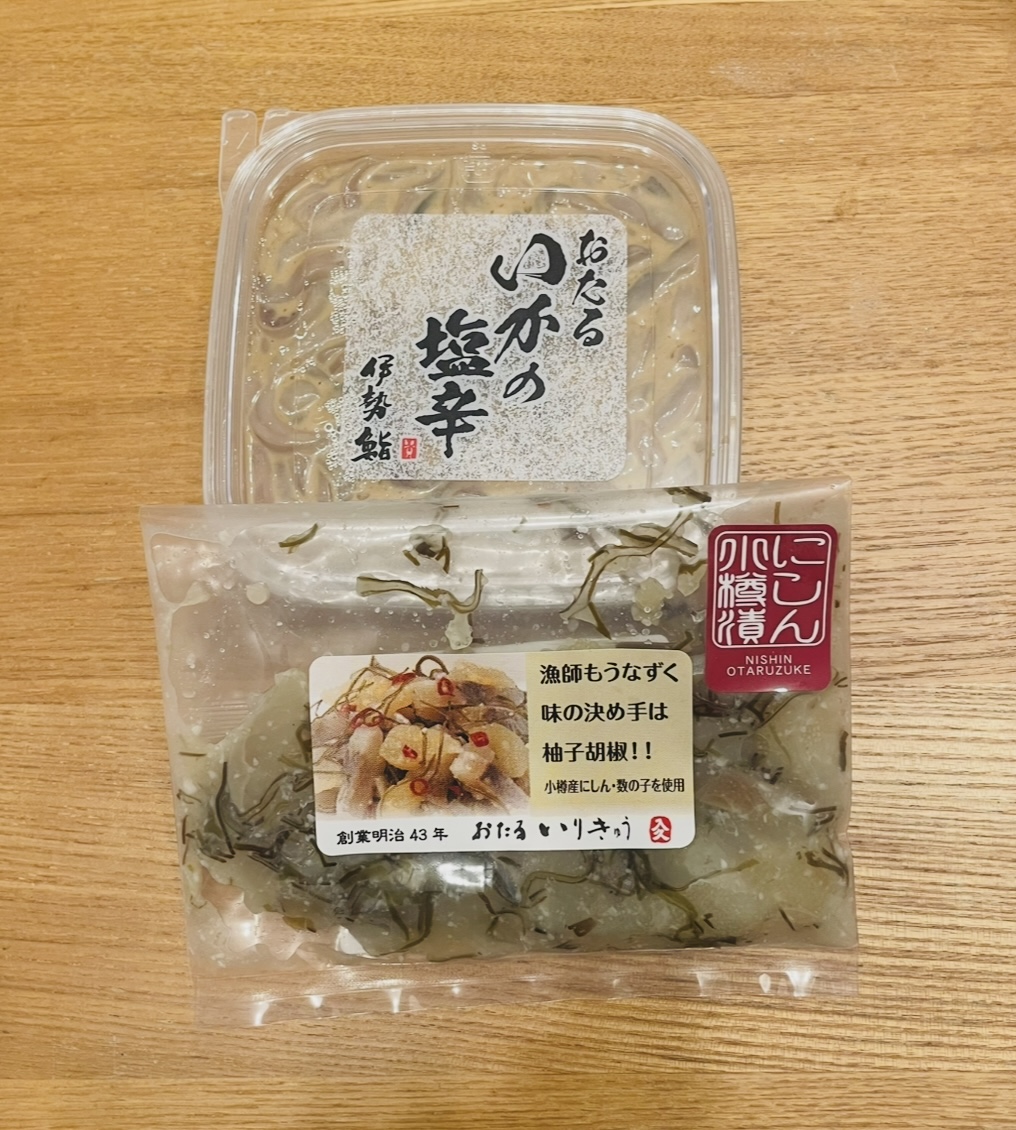 おたる
いかの
塩辛
伊勢鮨
にしん
小樽漬
NISHIN
OTARUZUKE
漁師もうなずく
味の決め手は
柚子胡椒！！
小樽産にしん・数の子を使用
創業明治43年 おたる いりきゅう